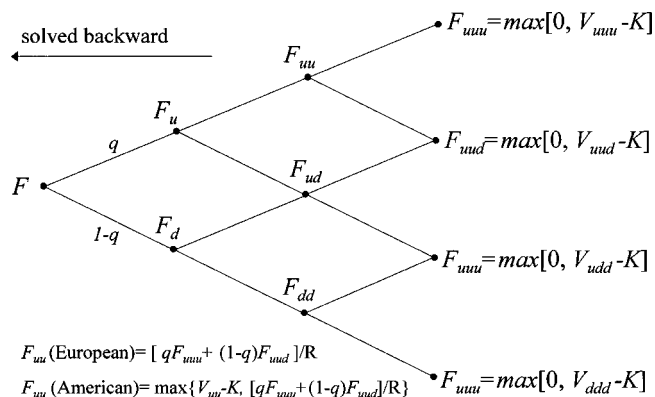 solved backward
F_uuu=max[0, V_uuu-K]
F_uu
F_u
q
F_uud=max[0, V_uud-K]
F
F_ud
1-q
F_d
F_uuu=max[0, V_udd-K]
F_dd
F_uu (European)= [ qF_uuu+ (1-q)F_uud ]/R
F_uuu=max[0, V_ddd-K]
F_uu (American)= max{V_uu-K, [qF_uuu+(1-q)F_uud]/R}